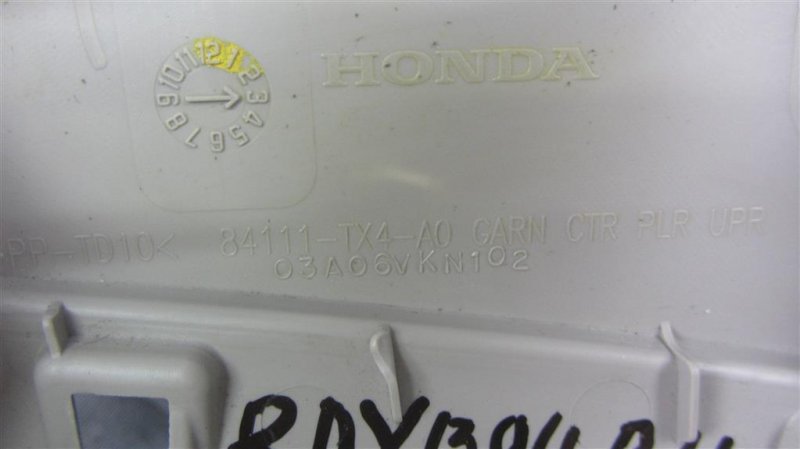 HONDA
1 2 3 4 5 6 7 8 9 10 11 12
PP-TD10< 84111-TX4-A0 GARN CTR PLR UPR
03A06VKN102